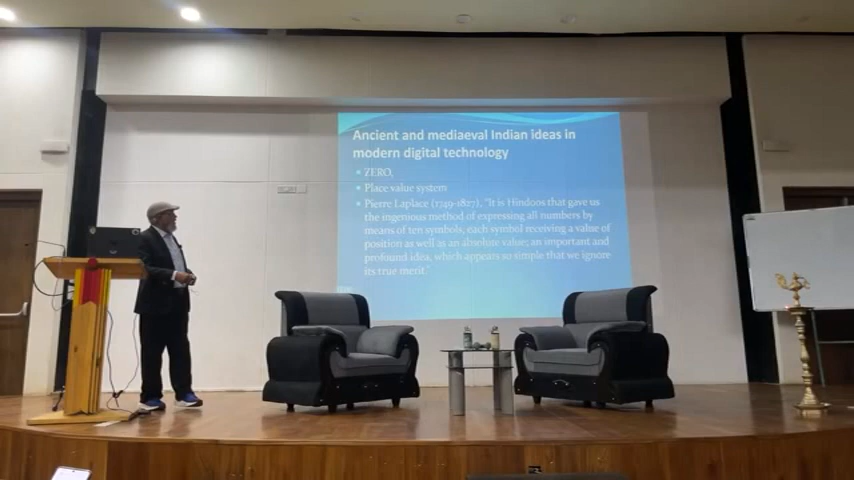 Ancient and mediaeval Indian ideas in
modern digital technology
ZERO,
Place value system
Pierre Laplace (1749-1827), "It is Hindoos that gave us
the ingenious method of expressing all numbers by
means of ten symbols, each symbol receiving a value of
position as well as an absolute value; an important and
profound idea, which appears so simple that we ignore
its true merit."